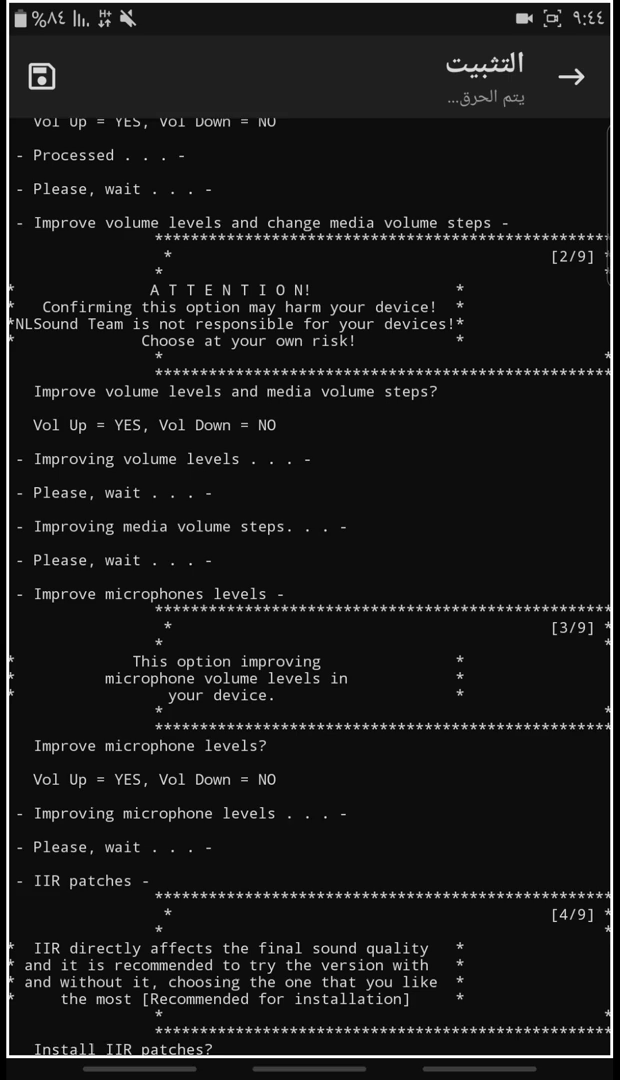 %٨٤ H+ ٩:٤٤
التثبيت
يتم الحرق...
Vol Up = YES, Vol Down = NO
- Processed . . . -
- Please, wait . . . -
- Improve volume levels and change media volume steps -
**************************************************
* [2/9] *
* *
* A T T E N T I O N! *
* Confirming this option may harm your device! *
*NLSound Team is not responsible for your devices!*
* Choose at your own risk! *
* *
**************************************************
Improve volume levels and media volume steps?
Vol Up = YES, Vol Down = NO
- Improving volume levels . . . -
- Please, wait . . . -
- Improving media volume steps. . . -
- Please, wait . . . -
- Improve microphones levels -
**************************************************
* [3/9] *
* *
* This option improving *
* microphone volume levels in *
* your device. *
* *
**************************************************
Improve microphone levels?
Vol Up = YES, Vol Down = NO
- Improving microphone levels . . . -
- Please, wait . . . -
- IIR patches -
**************************************************
* [4/9] *
* *
* IIR directly affects the final sound quality *
* and it is recommended to try the version with *
* and without it, choosing the one that you like *
* the most [Recommended for installation] *
* *
**************************************************
Install IIR patches?